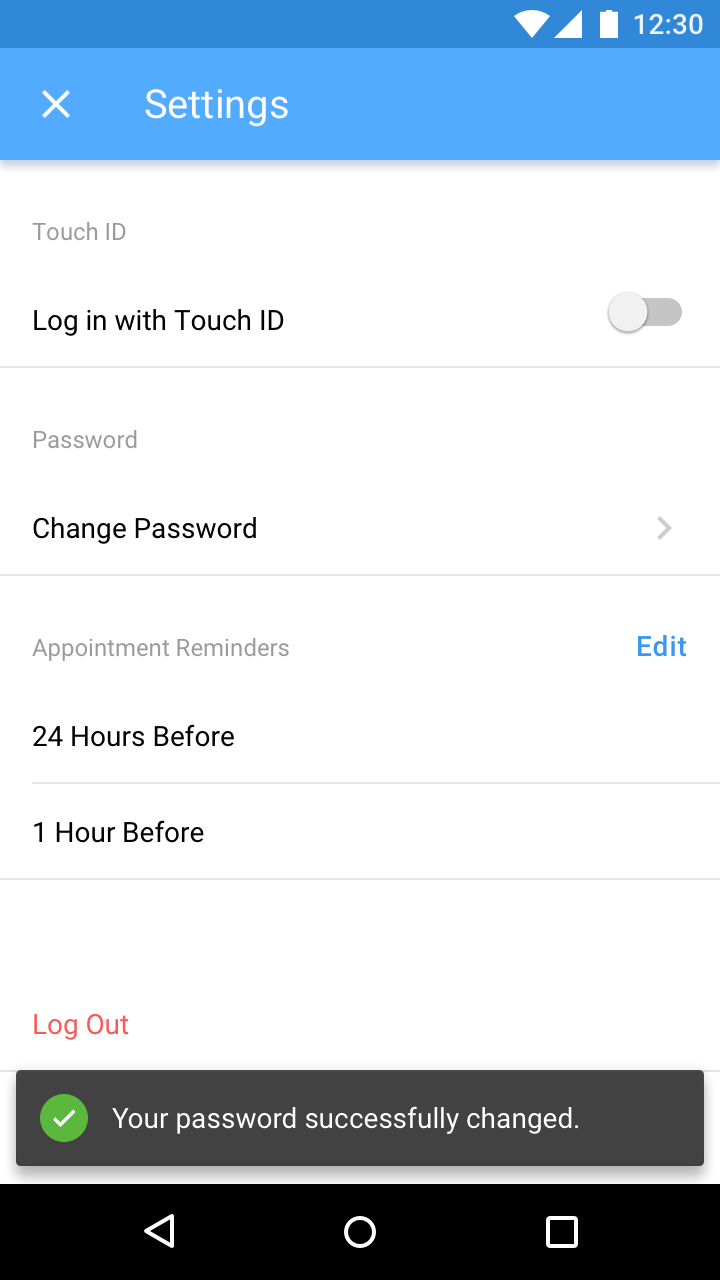 12:30
Settings
Touch ID
Log in with Touch ID
Password
Change Password
Appointment Reminders Edit
24 Hours Before
1 Hour Before
Log Out
Your password successfully changed.